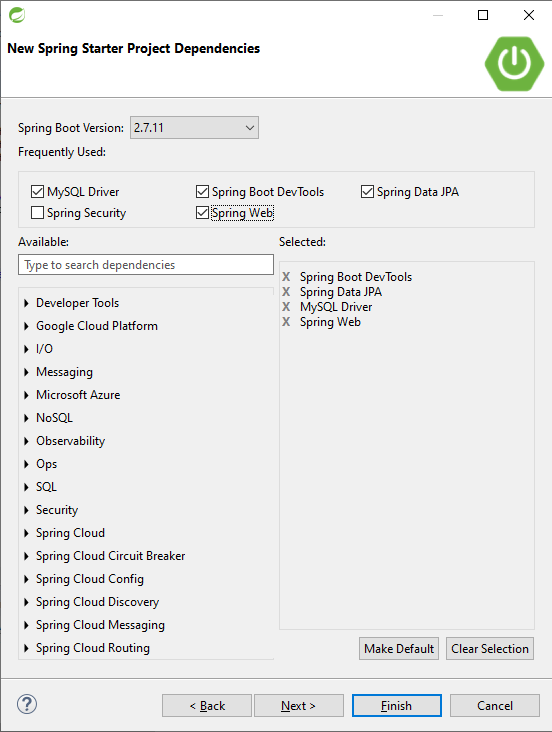 New Spring Starter Project Dependencies
Spring Boot Version: 2.7.11
Frequently Used:
MySQL Driver Spring Boot DevTools Spring Data JPA
Spring Security Spring Web
Available: Selected:
Type to search dependencies
Developer Tools
Google Cloud Platform
I/O
Messaging
Microsoft Azure
NoSQL
Observability
Ops
SQL
Security
Spring Cloud
Spring Cloud Circuit Breaker
Spring Cloud Config
Spring Cloud Discovery
Spring Cloud Messaging
Spring Cloud Routing
X Spring Boot DevTools
X Spring Data JPA
X MySQL Driver
X Spring Web
Make Default Clear Selection
? < Back Next > Finish Cancel